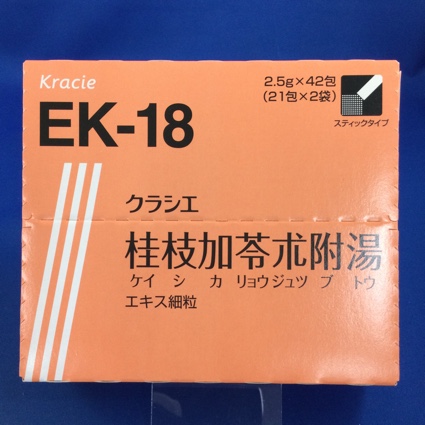 Kracie
EK-18
2.5g×42包
(21包×2袋)
スティックタイプ
クラシエ
桂枝加苓朮附湯
ケイ シ カ リョウジュツ ブ トウ
エキス細粒